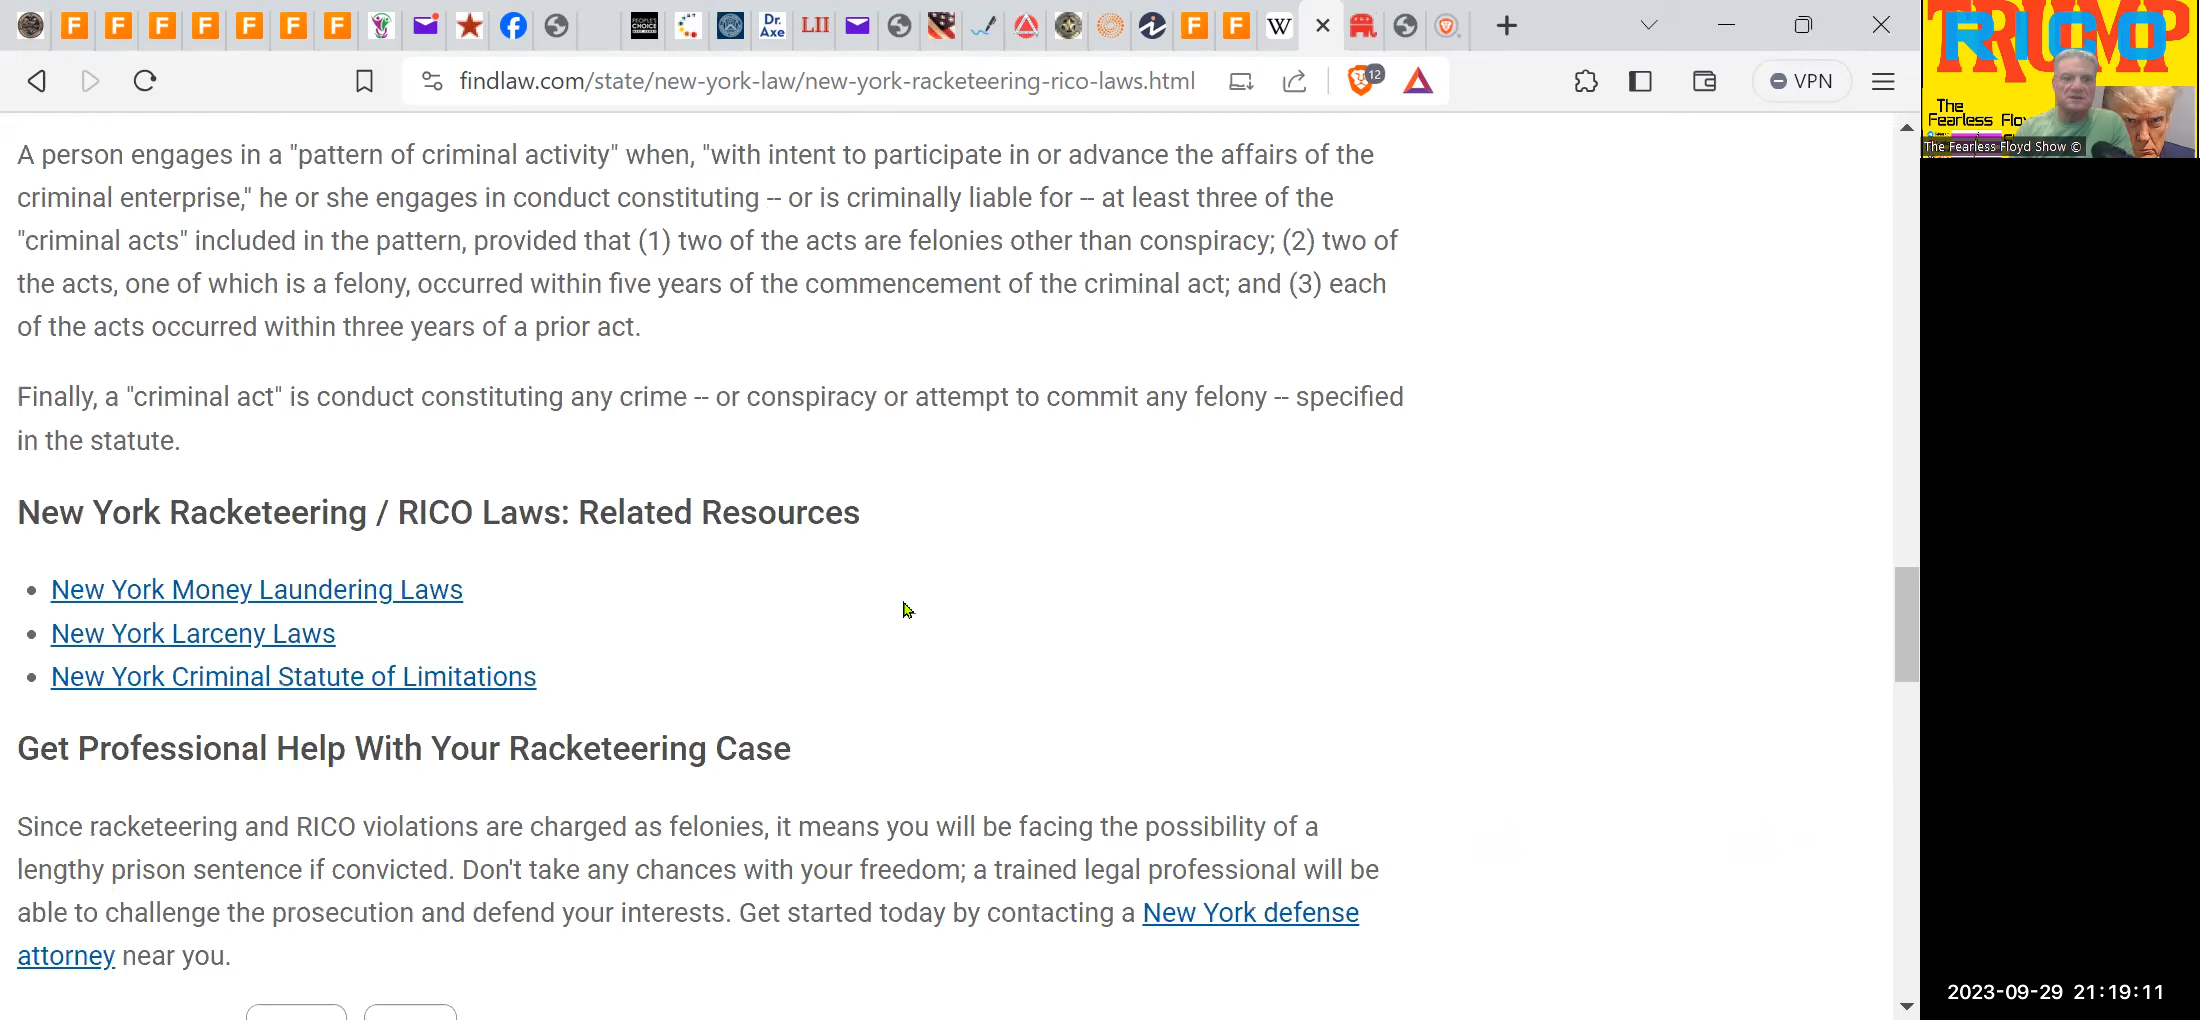 PEOPLE'S
CHOICE
Dr.
Axe
LII
W
findlaw.com/state/new-york-law/new-york-racketeering-rico-laws.html
12
VPN
A person engages in a "pattern of criminal activity" when, "with intent to participate in or advance the affairs of the
criminal enterprise," he or she engages in conduct constituting -- or is criminally liable for -- at least three of the
"criminal acts" included in the pattern, provided that (1) two of the acts are felonies other than conspiracy; (2) two of
the acts, one of which is a felony, occurred within five years of the commencement of the criminal act; and (3) each
of the acts occurred within three years of a prior act.
Finally, a "criminal act" is conduct constituting any crime -- or conspiracy or attempt to commit any felony -- specified
in the statute.
New York Racketeering / RICO Laws: Related Resources
• New York Money Laundering Laws
• New York Larceny Laws
• New York Criminal Statute of Limitations
Get Professional Help With Your Racketeering Case
Since racketeering and RICO violations are charged as felonies, it means you will be facing the possibility of a
lengthy prison sentence if convicted. Don't take any chances with your freedom; a trained legal professional will be
able to challenge the prosecution and defend your interests. Get started today by contacting a New York defense
attorney near you.
TRUMP
RICO
The
Fearless Flo
The Fearless Floyd Show ©
2023-09-29 21:19:11